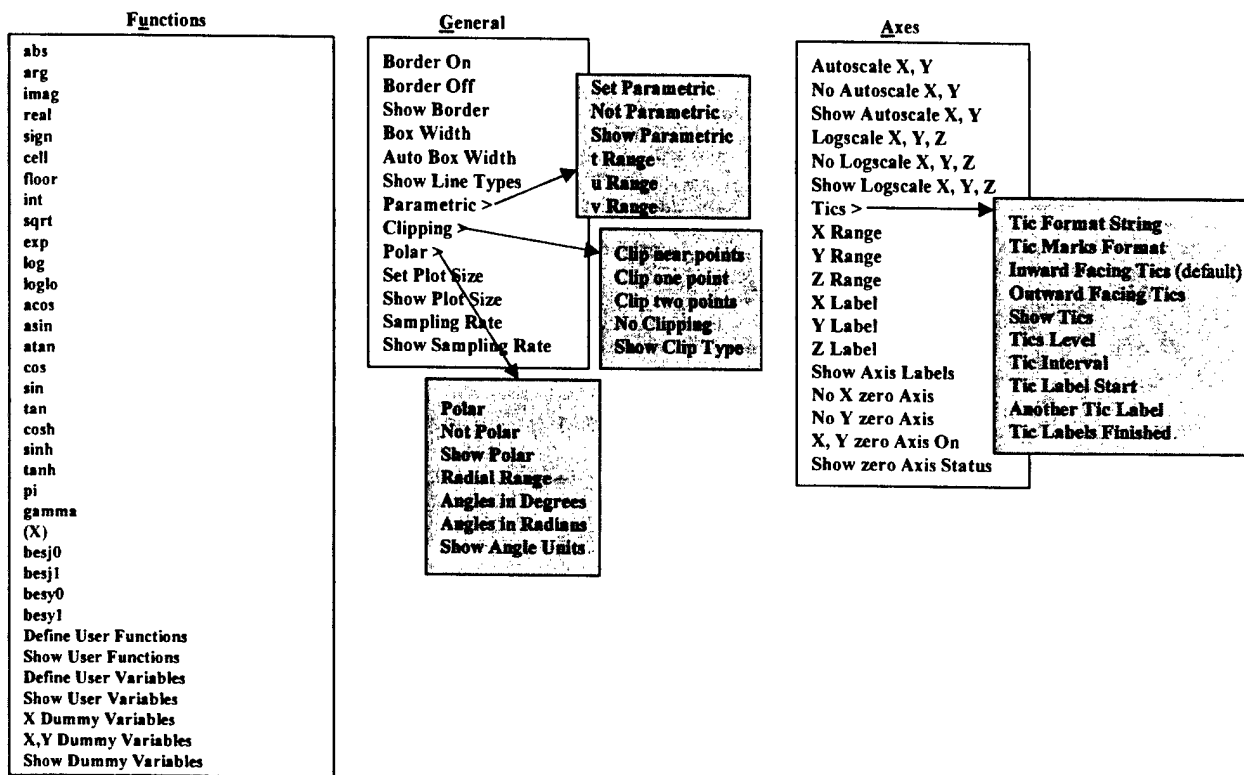 Functions
abs
arg
imag
real
sign
cell
floor
int
sqrt
exp
log
loglo
acos
asin
atan
cos
sin
tan
cosh
sinh
tanh
pi
gamma
(X)
besj0
besj1
besy0
besy1
Define User Functions
Show User Functions
Define User Variables
Show User Variables
X Dummy Variables
X,Y Dummy Variables
Show Dummy Variables
General
Border On
Border Off
Show Border
Box Width
Auto Box Width
Show Line Types
Parametric >
Clipping >
Polar >
Set Plot Size
Show Plot Size
Sampling Rate
Show Sampling Rate
Set Parametric
Not Parametric
Show Parametric
t Range
u Range
v Range
Clip near points
Clip one point
Clip two points
No Clipping
Show Clip Type
Polar
Not Polar
Show Polar
Radial Range
Angles in Degrees
Angles in Radians
Show Angle Units
Axes
Autoscale X, Y
No Autoscale X, Y
Show Autoscale X, Y
Logscale X, Y, Z
No Logscale X, Y, Z
Show Logscale X, Y, Z
Tics >
X Range
Y Range
Z Range
X Label
Y Label
Z Label
Show Axis Labels
No X zero Axis
No Y zero Axis
X, Y zero Axis On
Show zero Axis Status
Tic Format String
Tic Marks Format
Inward Facing Tics (default)
Outward Facing Tics
Show Tics
Tics Level
Tic Interval
Tic Label Start
Another Tic Label
Tic Labels Finished